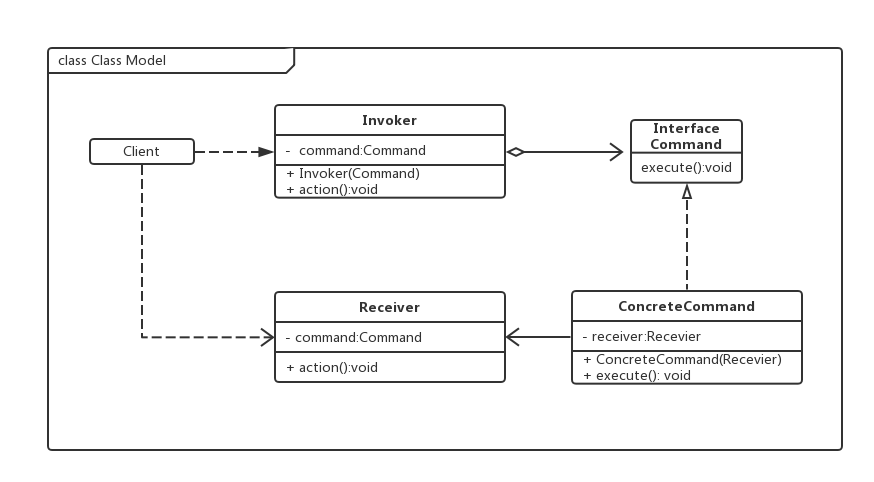 class Class Model
Invoker
- command:Command
+ Invoker(Command)
+ action():void
Client
Interface
Command
execute():void
Receiver
- command:Command
+ action():void
ConcreteCommand
- receiver:Recevier
+ ConcreteCommand(Recevier)
+ execute(): void